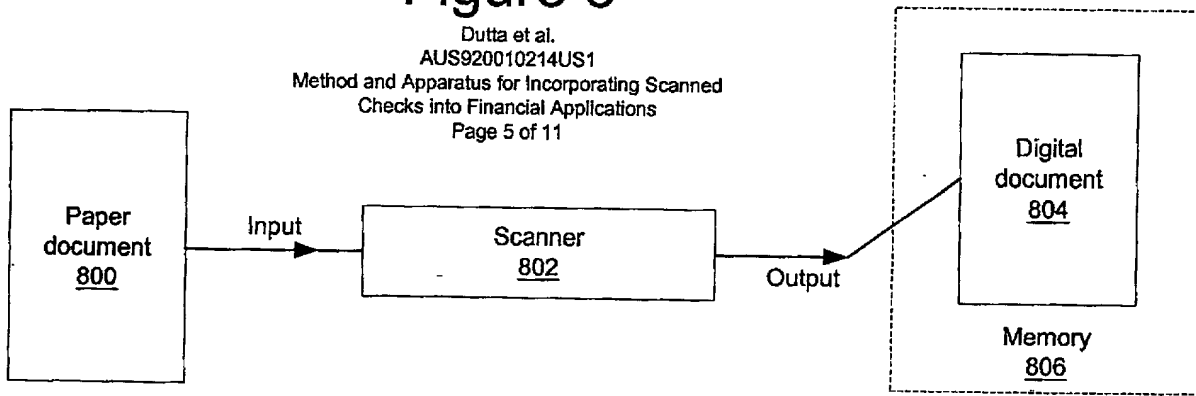 Figure
Dutta et al.
AUS920010214US1
Method and Apparatus for Incorporating Scanned
Checks into Financial Applications
Page 5 of 11
Paper
document
800
Input
Scanner
802
Output
Digital
document
804
Memory
806